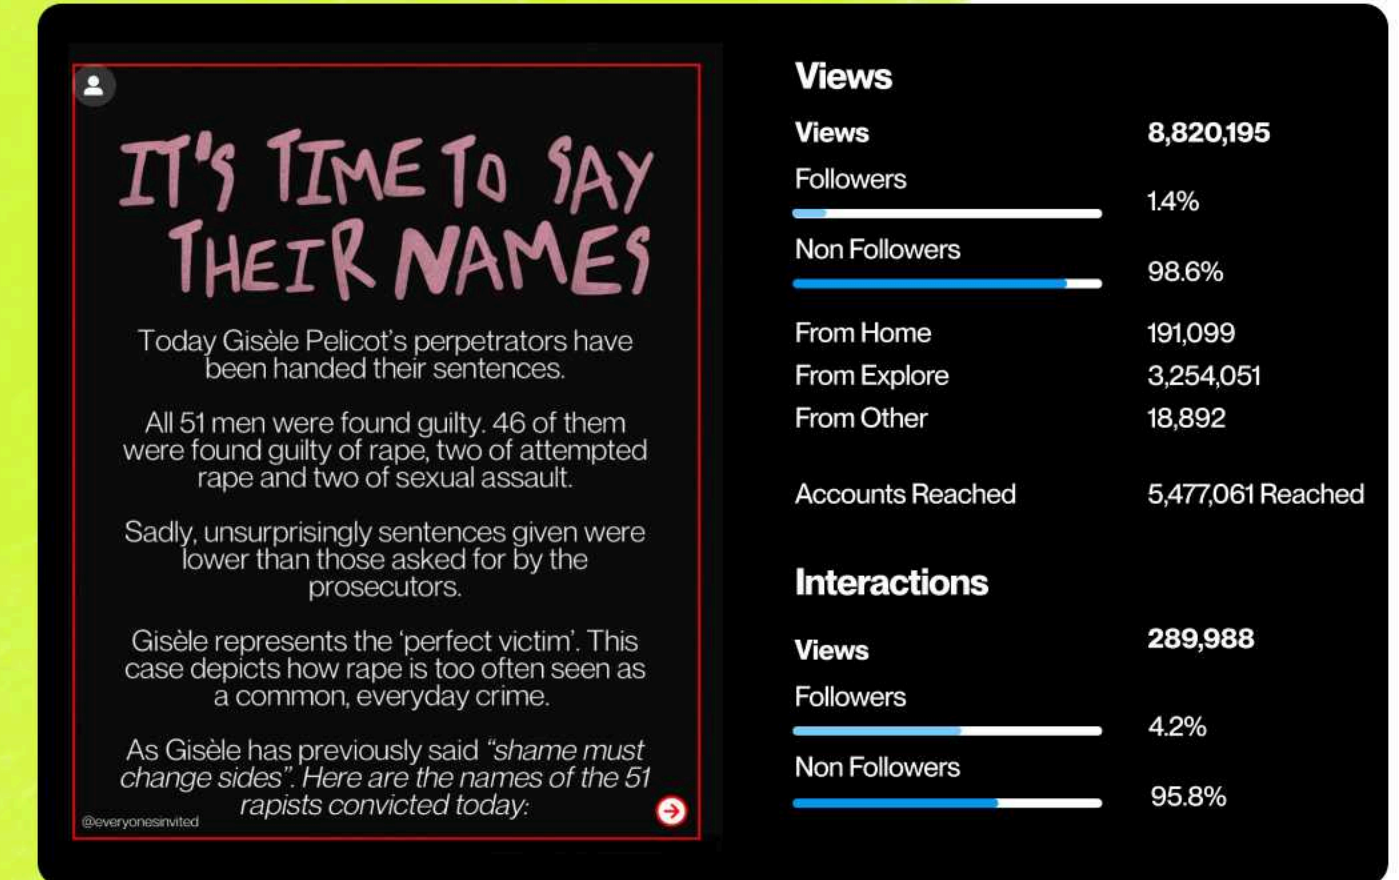 IT'S TIME TO SAY
THEIR NAMES
Today Gisèle Pelicot's perpetrators have
been handed their sentences.
All 51 men were found guilty. 46 of them
were found guilty of rape, two of attempted
rape and two of sexual assault.
Sadly, unsurprisingly sentences given were
lower than those asked for by the
prosecutors.
Gisèle represents the 'perfect victim'. This
case depicts how rape is too often seen as
a common, everyday crime.
As Gisèle has previously said "shame must
change sides". Here are the names of the 51
rapists convicted today:
@everyonesinvited
Views
Views 8,820,195
Followers 1.4%
Non Followers 98.6%
From Home 191,099
From Explore 3,254,051
From Other 18,892
Accounts Reached 5,477,061 Reached
Interactions
Views 289,988
Followers 4.2%
Non Followers 95.8%